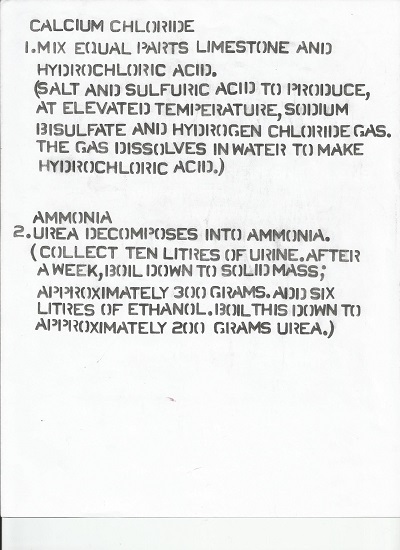 CALCIUM CHLORIDE
1. MIX EQUAL PARTS LIMESTONE AND
HYDROCHLORIC ACID.
(SALT AND SULFURIC ACID TO PRODUCE,
AT ELEVATED TEMPERATURE, SODIUM
BISULFATE AND HYDROGEN CHLORIDE GAS.
THE GAS DISSOLVES IN WATER TO MAKE
HYDROCHLORIC ACID.)
AMMONIA
2. UREA DECOMPOSES INTO AMMONIA.
(COLLECT TEN LITRES OF URINE. AFTER
A WEEK, BOIL DOWN TO SOLID MASS;
APPROXIMATELY 300 GRAMS. ADD SIX
LITRES OF ETHANOL. BOIL THIS DOWN TO
APPROXIMATELY 200 GRAMS UREA.)